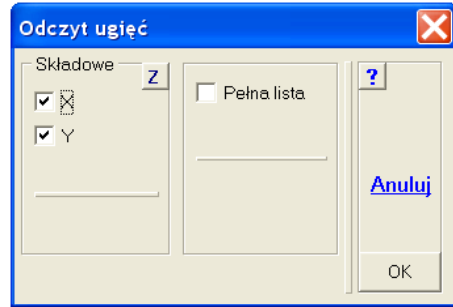 Odczyt ugięć
Składowe
Z
?
X
Pełna lista
Y
Anuluj
OK